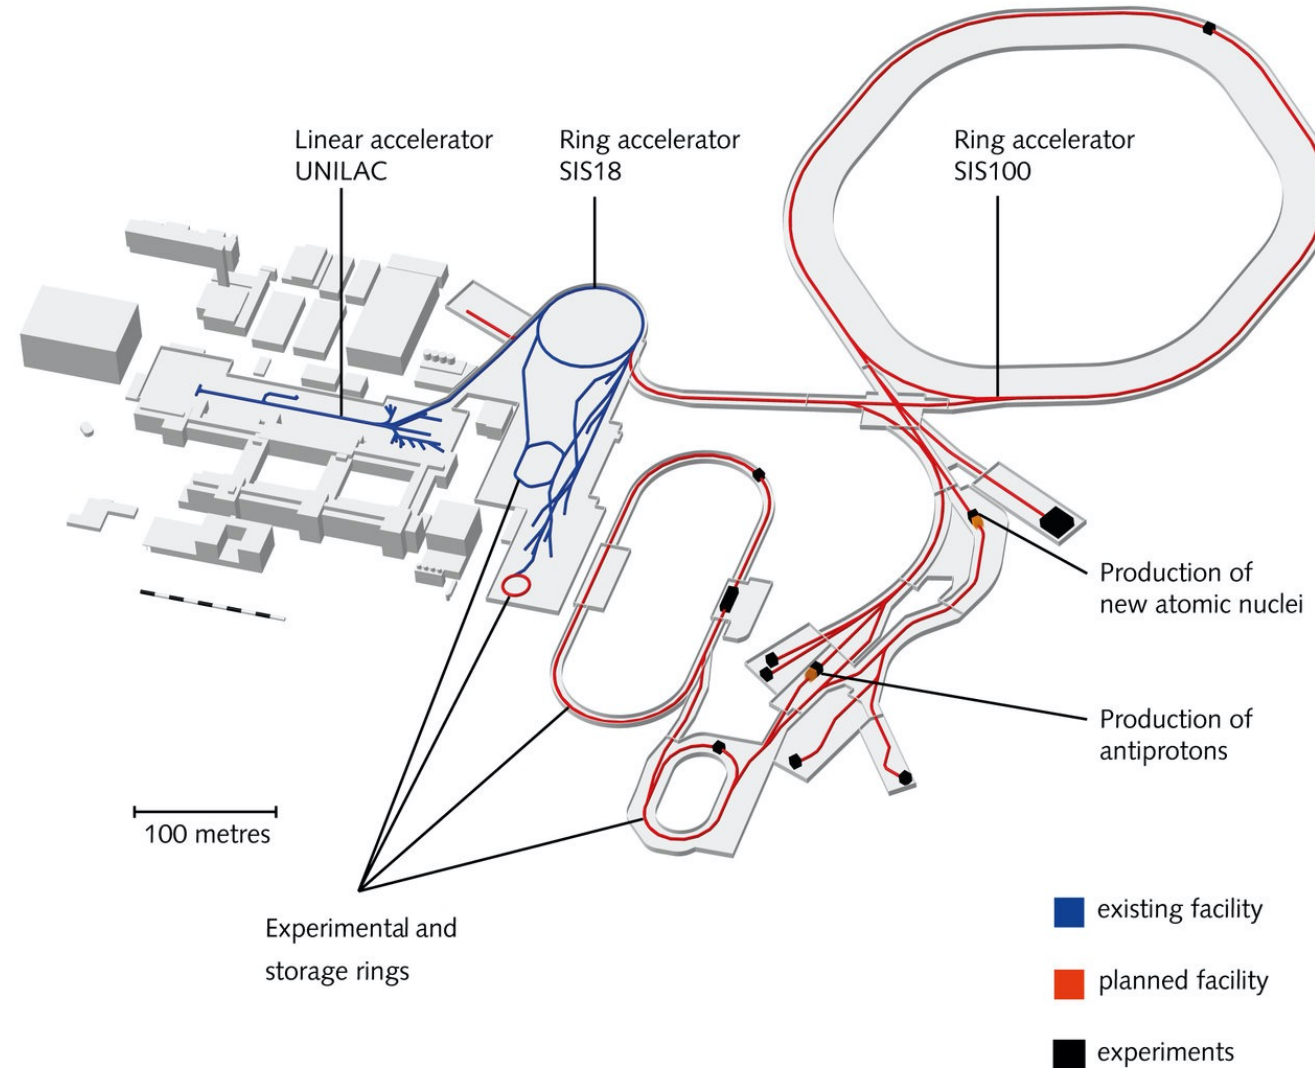 Linear accelerator
UNILAC
Ring accelerator
SIS18
Ring accelerator
SIS100
Production of
new atomic nuclei
Production of
antiprotons
100 metres
Experimental and
storage rings
existing facility
planned facility
experiments